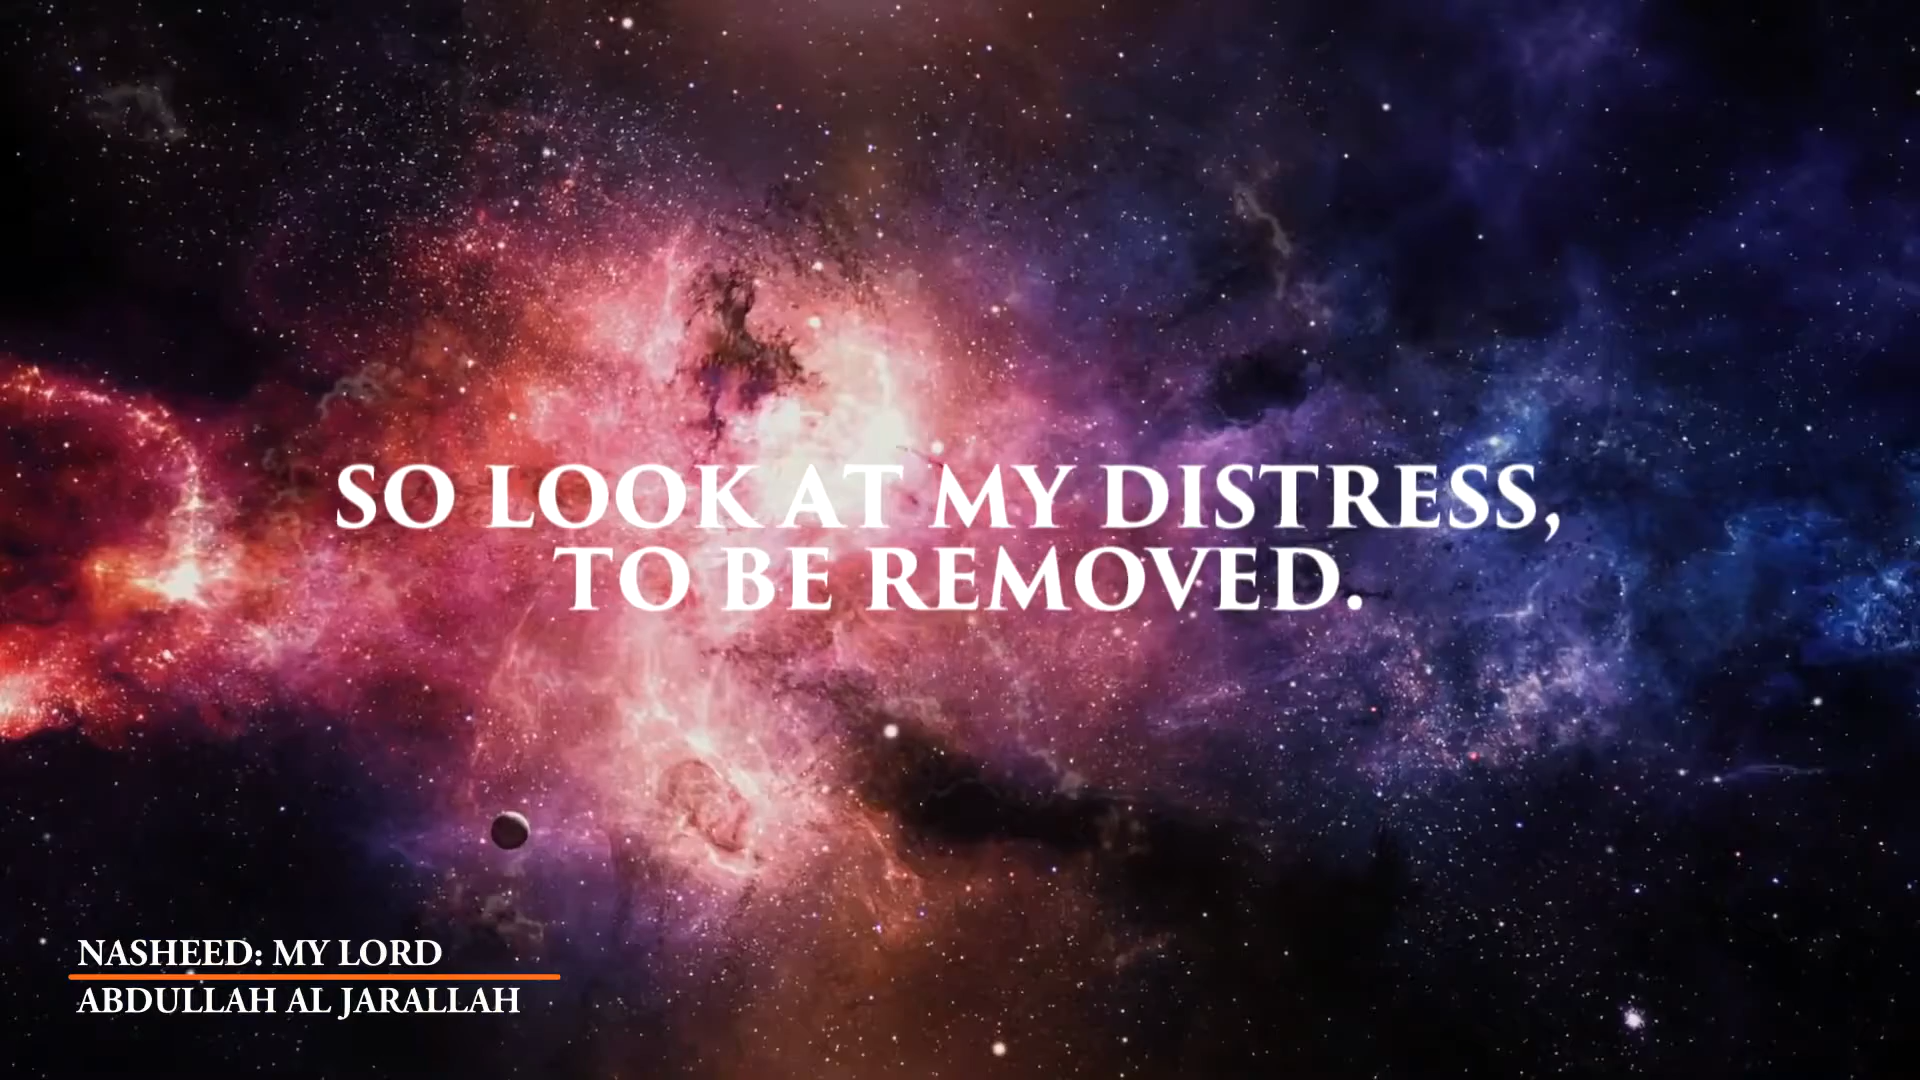 SO LOOK AT MY DISTRESS,
TO BE REMOVED.
NASHEED: MY LORD
ABDULLAH AL JARALLAH